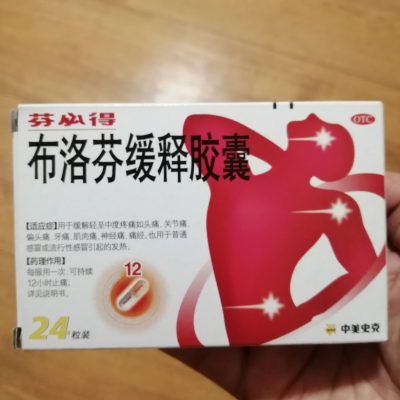 芬必得
OTC
布洛芬缓释胶囊
【适应症】用于缓解轻至中度疼痛如头痛、关节痛、
偏头痛、牙痛、肌肉痛、神经痛、痛经。也用于普通
感冒或流行性感冒引起的发热。
【药理作用】
每服用一次,可持续
12小时止痛。
详见说明书。
12
24粒装
中美史克